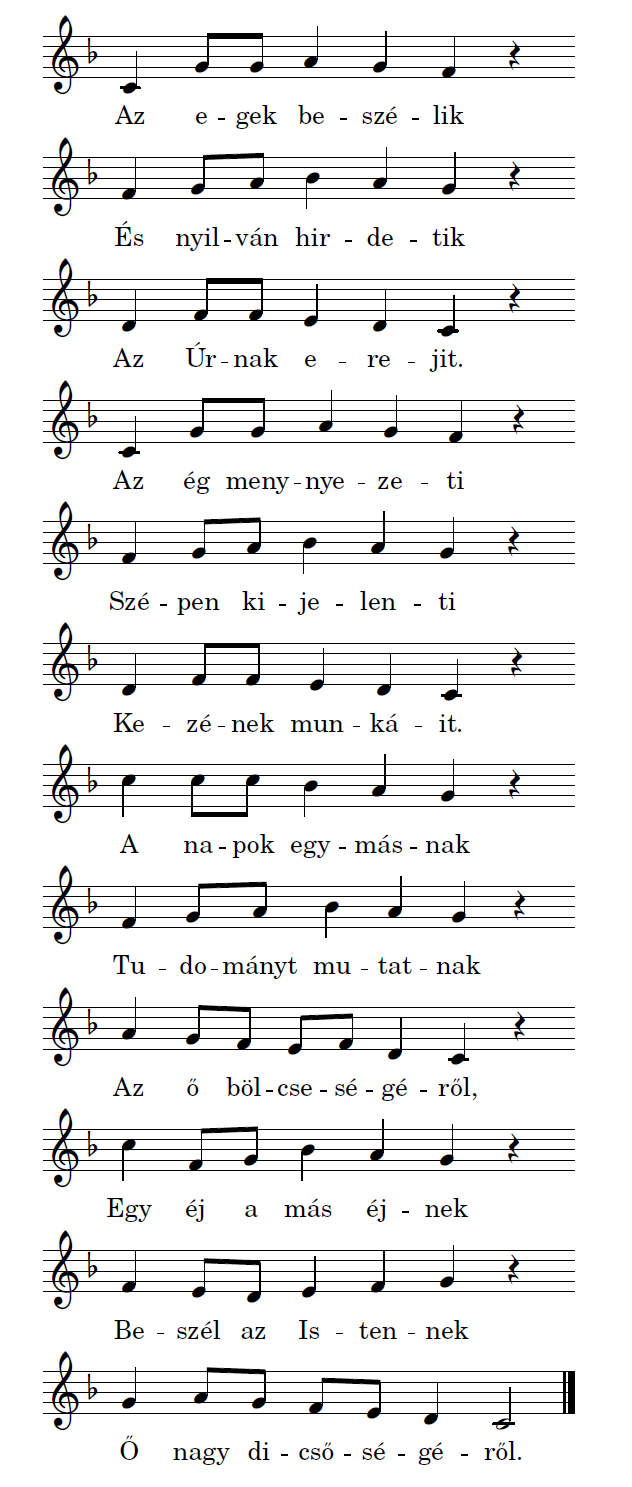 Az e - gek be - szé - lik
És nyil - ván hir - de - tik
Az Úr - nak e - re - jit.
Az ég meny - nye - ze - ti
Szé - pen ki - je - len - ti
Ke - zé - nek mun - ká - it.
A na - pok egy - más - nak
Tu - do - mányt mu - tat - nak
Az ő böl - cse - sé - gé - ről,
Egy éj a más éj - nek
Be - szél az Is - ten - nek
Ő nagy di - cső - sé - gé - ről.